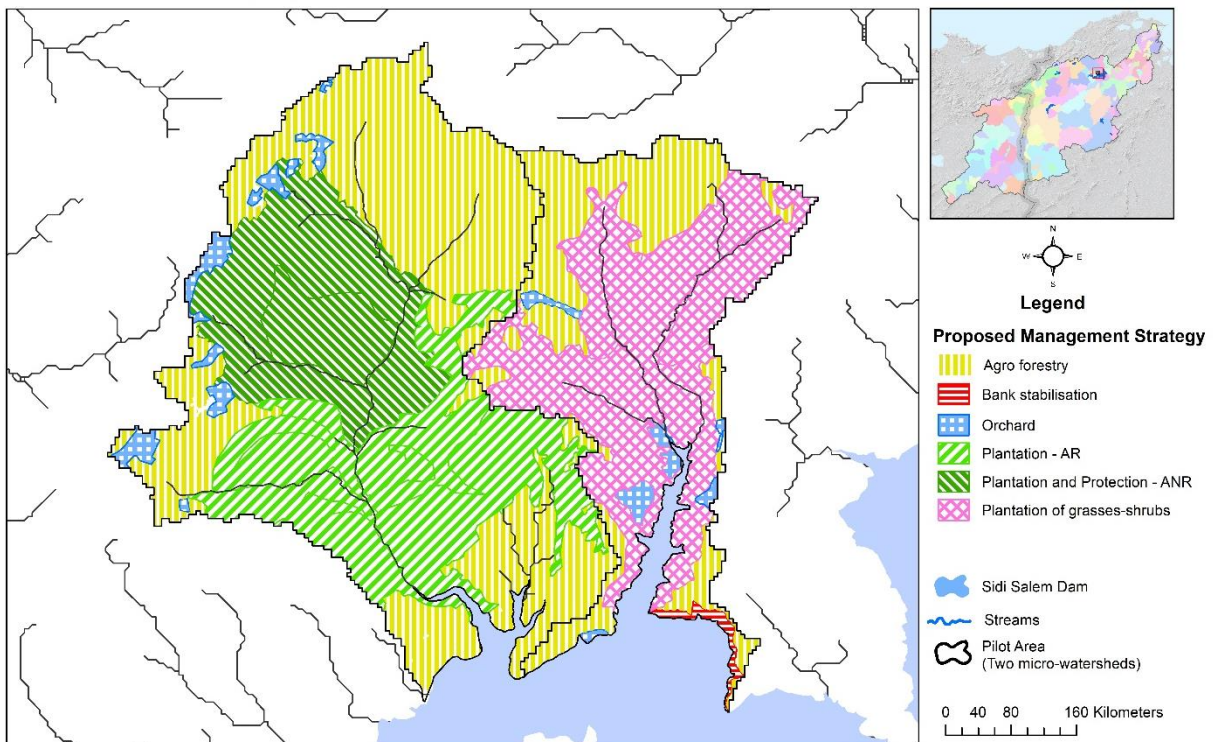 N
W E
S
Legend
Proposed Management Strategy
Agro forestry
Bank stabilisation
Orchard
Plantation - AR
Plantation and Protection - ANR
Plantation of grasses-shrubs
Sidi Salem Dam
Streams
Pilot Area
(Two micro-watersheds)
0 40 80 160 Kilometers